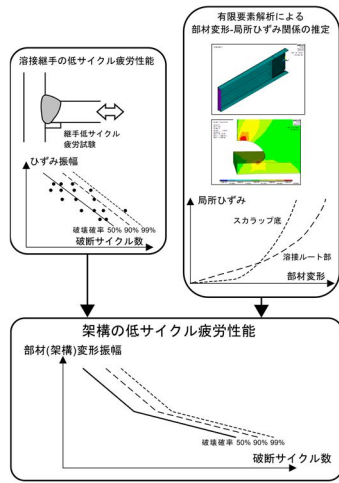 溶接継手の低サイクル疲労性能
継手低サイクル
疲労試験
ひずみ振幅
破壊確率 50% 90% 99%
破断サイクル数
有限要素解析による
部材変形-局所ひずみ関係の推定
局所ひずみ
スカラップ底
溶接ルート部
部材変形
架構の低サイクル疲労性能
部材(架構)変形振幅
破壊確率 50% 90% 99%
破断サイクル数